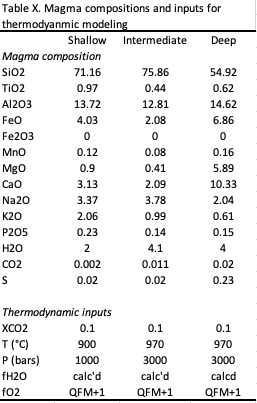 Table X. Magma compositions and inputs for
thermodyanmic modeling
Shallow Intermediate Deep
Magma composition
SiO2 71.16 75.86 54.92
TiO2 0.97 0.44 0.62
Al2O3 13.72 12.81 14.62
FeO 4.03 2.08 6.86
Fe2O3 0 0 0
MnO 0.12 0.08 0.16
MgO 0.9 0.41 5.89
CaO 3.13 2.09 10.33
Na2O 3.37 3.78 2.04
K2O 2.06 0.99 0.61
P2O5 0.23 0.14 0.15
H2O 2 4.1 4
CO2 0.002 0.011 0.02
S 0.02 0.02 0.23
Thermodynamic inputs
XCO2 0.1 0.1 0.1
T (°C) 900 970 970
P (bars) 1000 3000 3000
fH2O calc'd calc'd calcd
fO2 QFM+1 QFM+1 QFM+1